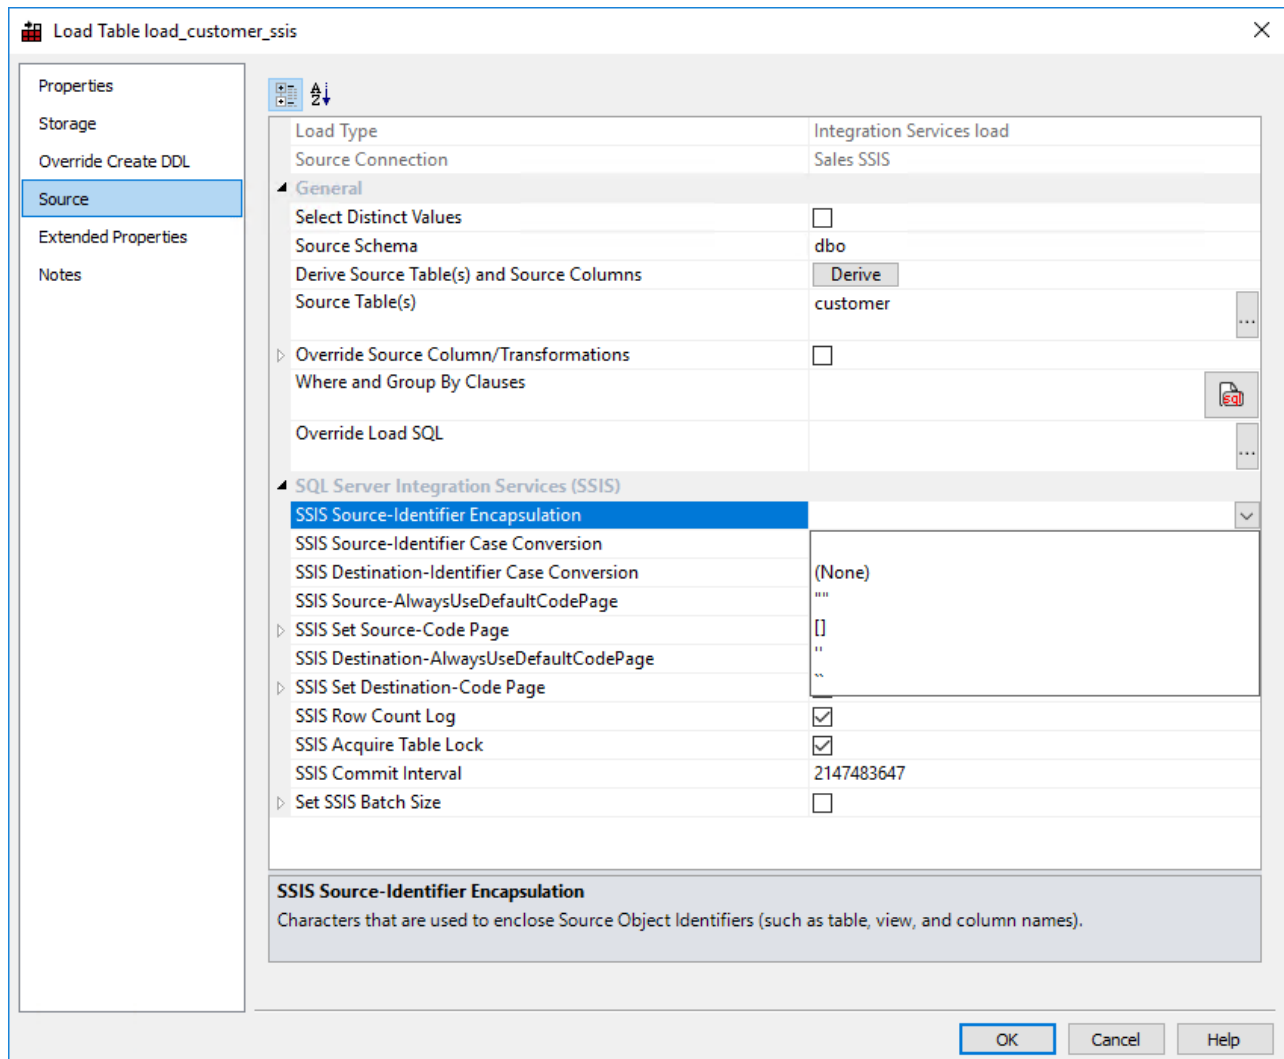 Load Table load_customer_ssis
Properties
Storage
Override Create DDL
Source
Extended Properties
Notes
Load Type Integration Services load
Source Connection Sales SSIS
General
Select Distinct Values
Source Schema dbo
Derive Source Table(s) and Source Columns Derive
Source Table(s) customer
...
Override Source Column/Transformations
Where and Group By Clauses
sql
Override Load SQL
...
SQL Server Integration Services (SSIS)
SSIS Source-Identifier Encapsulation
SSIS Source-Identifier Case Conversion
SSIS Destination-Identifier Case Conversion (None)
SSIS Source-AlwaysUseDefaultCodePage ""
SSIS Set Source-Code Page []
SSIS Destination-AlwaysUseDefaultCodePage ''
SSIS Set Destination-Code Page ``
SSIS Row Count Log
SSIS Acquire Table Lock
SSIS Commit Interval 2147483647
Set SSIS Batch Size
SSIS Source-Identifier Encapsulation
Characters that are used to enclose Source Object Identifiers (such as table, view, and column names).
OK Cancel Help